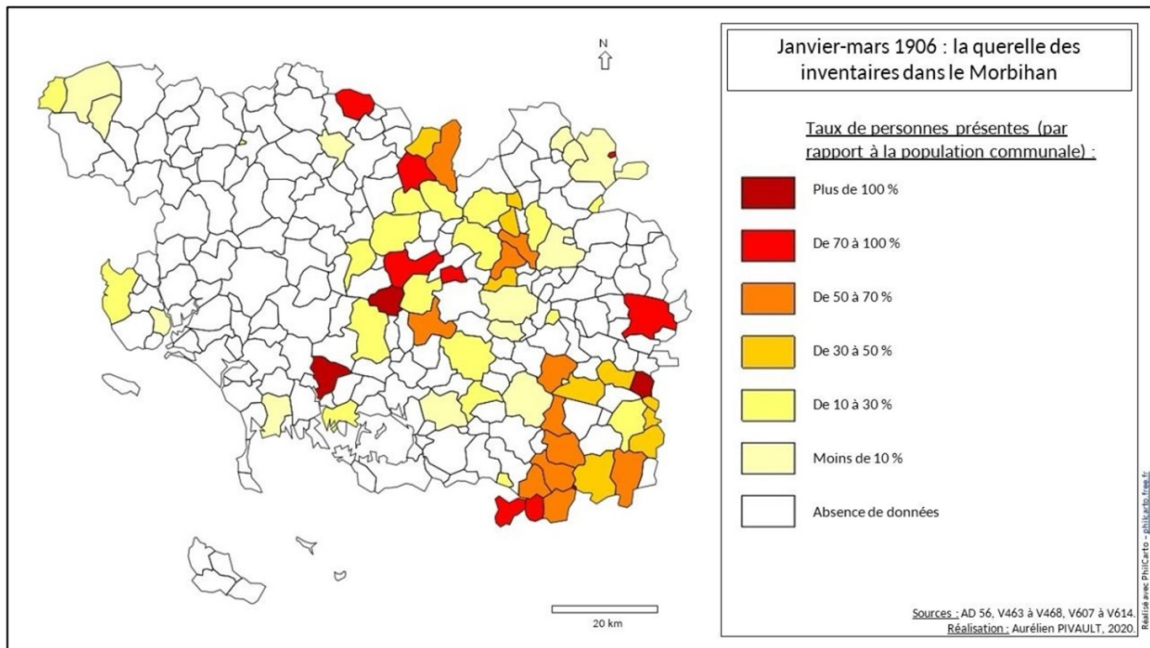 Janvier-mars 1906 : la querelle des
inventaires dans le Morbihan
Taux de personnes présentes (par
rapport à la population communale) :
Plus de 100 %
De 70 à 100 %
De 50 à 70 %
De 30 à 50 %
De 10 à 30 %
Moins de 10 %
Absence de données
N
20 km
Sources : AD 56, V463 à V468, V607 à V614.
Réalisation : Aurélien PIVAULT, 2020.
Réalisé avec PhilCarto - philcarto.free.fr